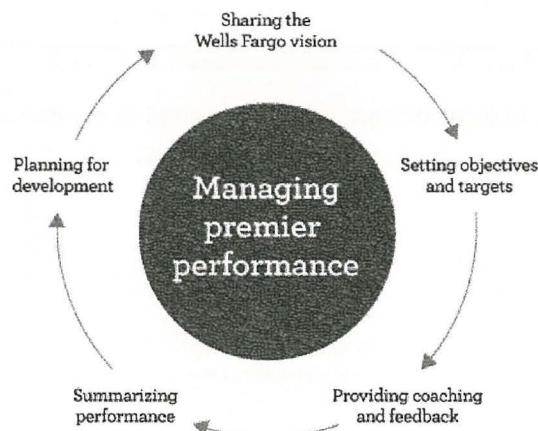 Sharing the
Wells Fargo vision
Setting objectives
and targets
Providing coaching
and feedback
Summarizing
performance
Planning for
development
Managing
premier
performance